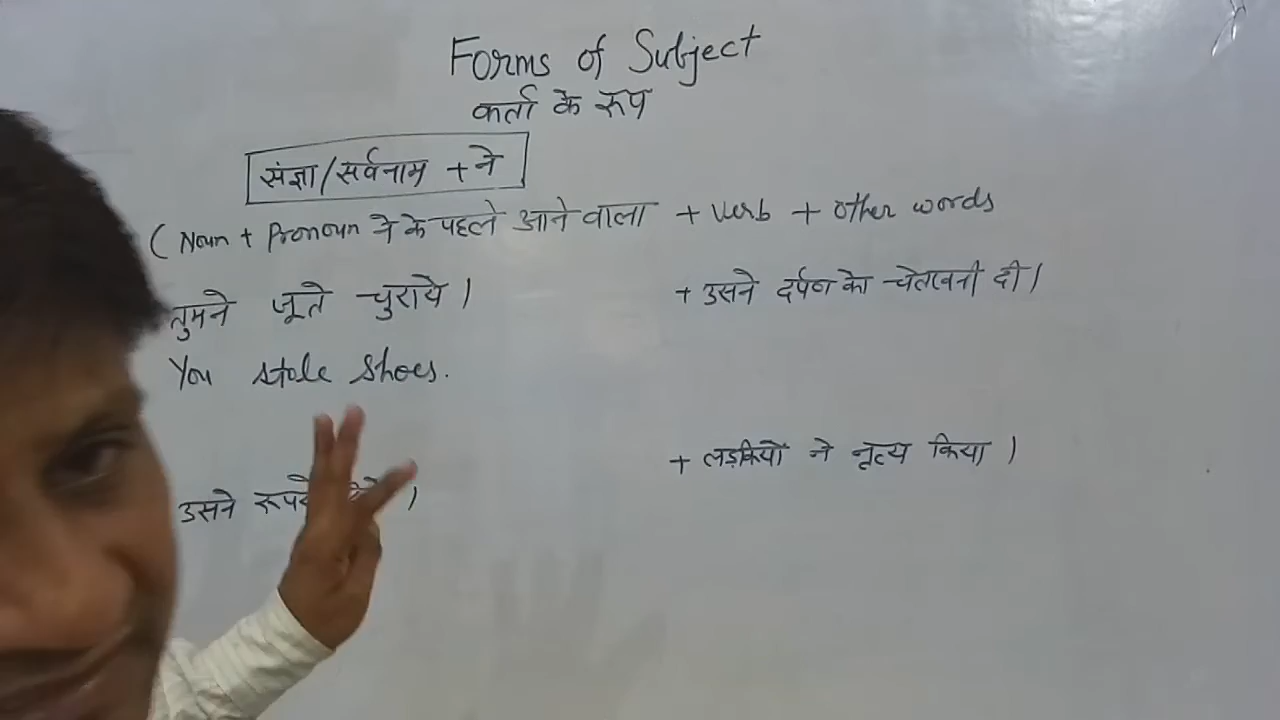 Forms of Subject
कर्ता के रूप
संज्ञा/सर्वनाम + ने
( Noun + Pronoun ने के पहले आने वाला + Verb + other words
तुमने जूते चुराये।
+ उसने दर्पण को चेतावनी दी।
You stole shoes.
+ लड़कियों ने नृत्य किया।
उसने रूपये